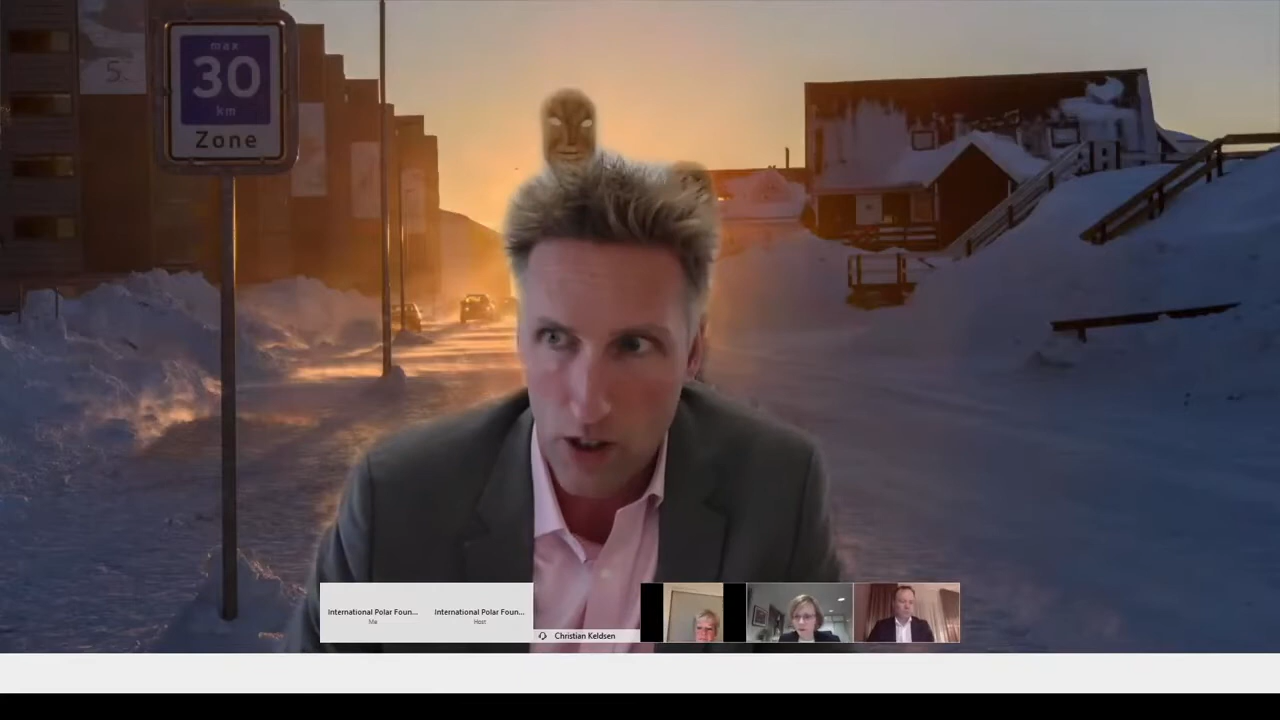 max
30
km
Zone
5
International Polar Foun...
Me
International Polar Foun...
Host
Christian Keldsen